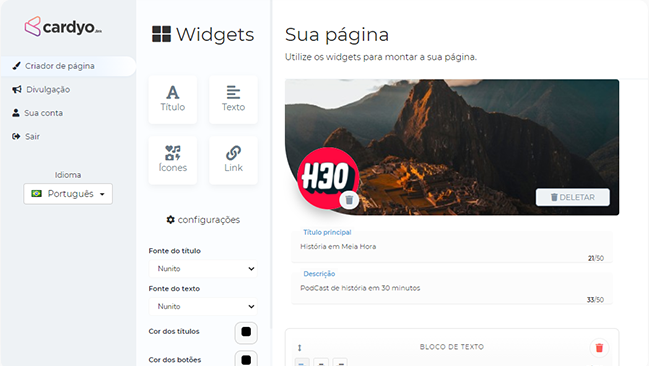 cardyo
Criador de página
Divulgação
Sua conta
Sair
Idioma
Português
Widgets
Título
Texto
Ícones
Link
configurações
Fonte do título
Nunito
Fonte do texto
Nunito
Cor dos títulos
Cor dos botões
Sua página
Utilize os widgets para montar a sua página.
H30
DELETAR
Título principal
História em Meia Hora
21/50
Descrição
PodCast de história em 30 minutos
33/50
BLOCO DE TEXTO